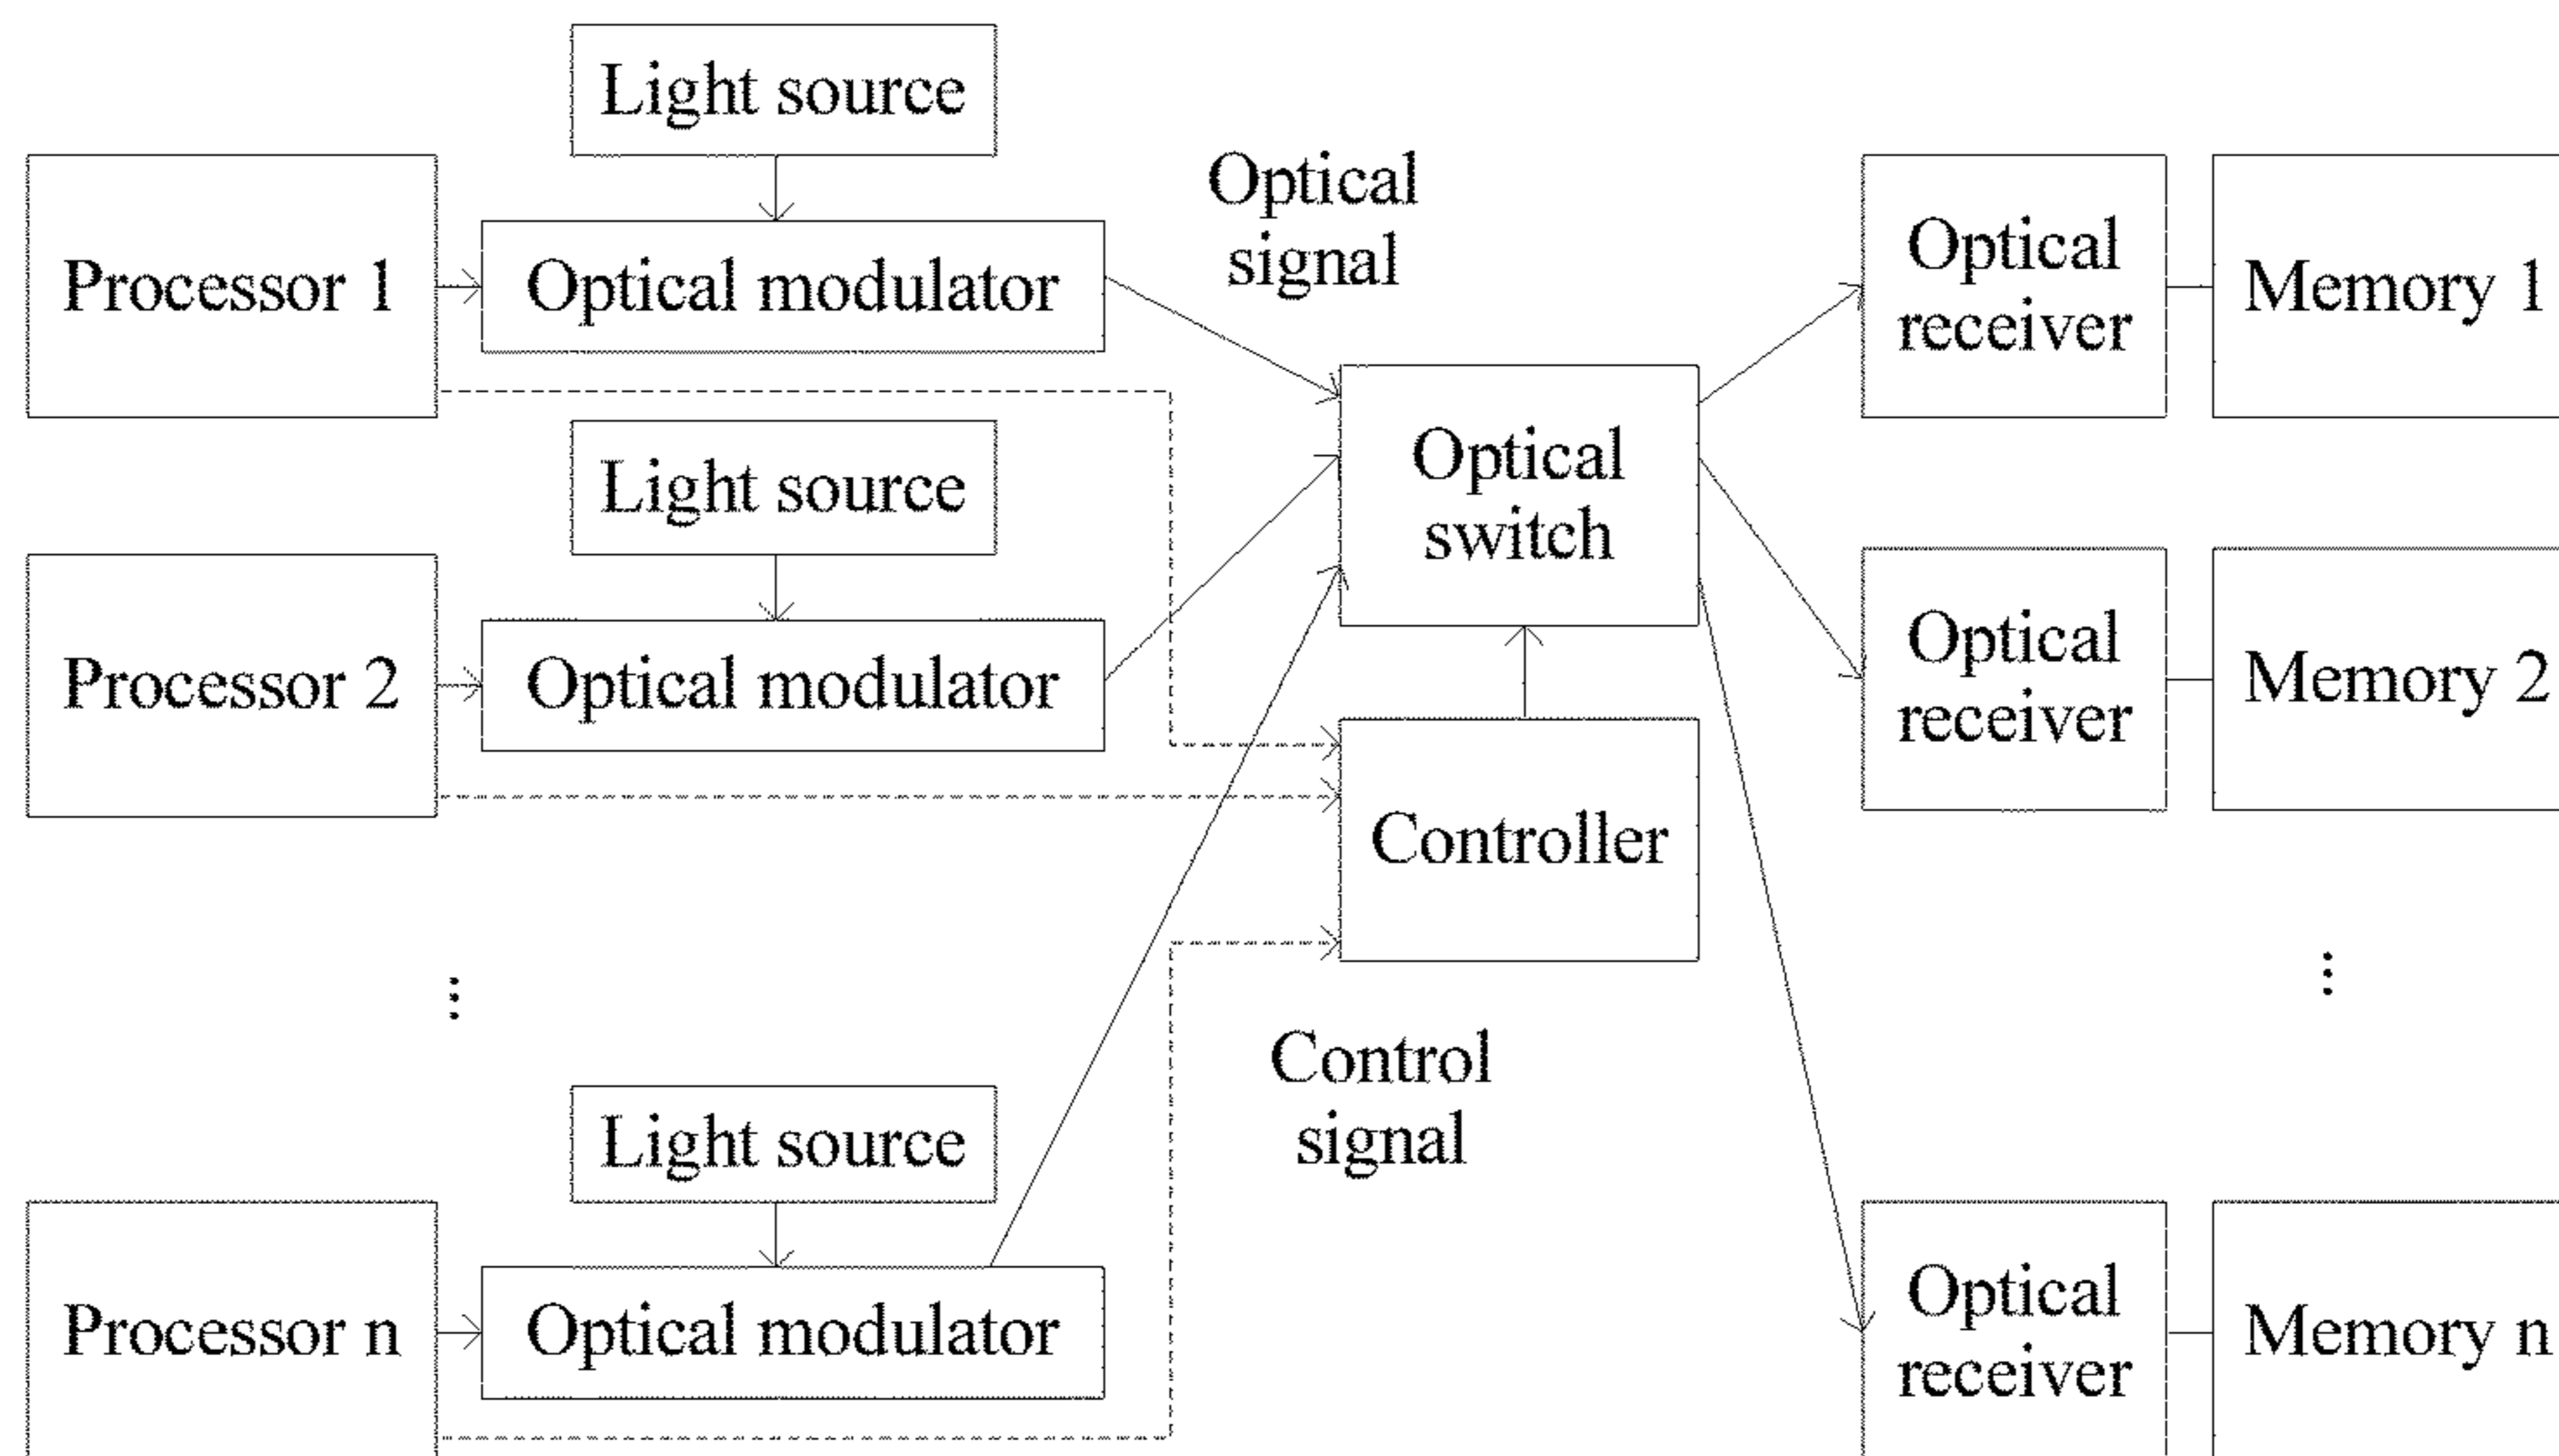 Light source
Processor 1
Optical modulator
Optical
signal
Optical
receiver
Memory 1
Light source
Optical
switch
Processor 2
Optical modulator
Optical
receiver
Memory 2
Controller
...
...
Control
signal
Light source
Processor n
Optical modulator
Optical
receiver
Memory n